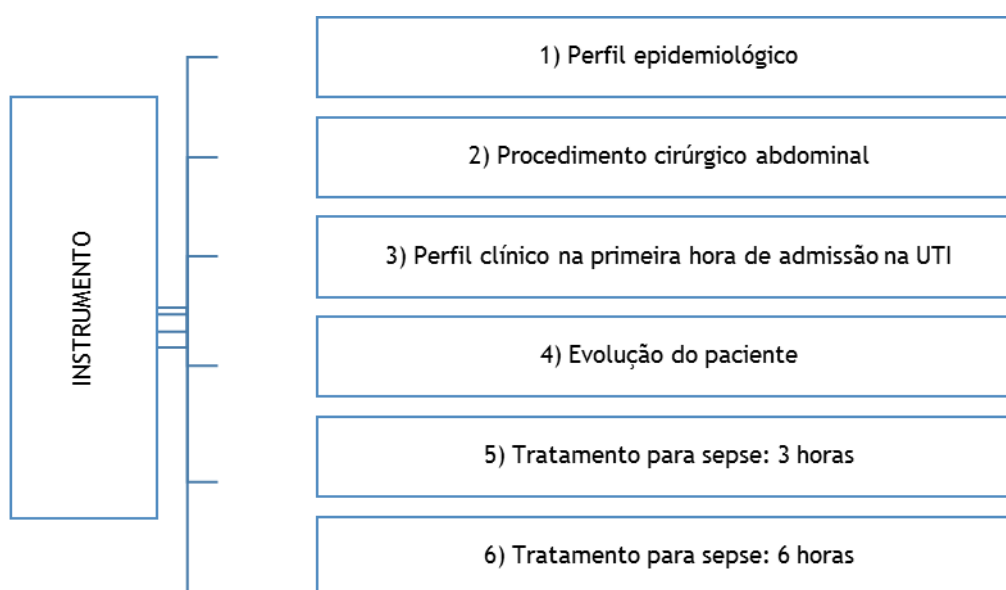 INSTRUMENTO
1) Perfil epidemiológico
2) Procedimento cirúrgico abdominal
3) Perfil clínico na primeira hora de admissão na UTI
4) Evolução do paciente
5) Tratamento para sepse: 3 horas
6) Tratamento para sepse: 6 horas